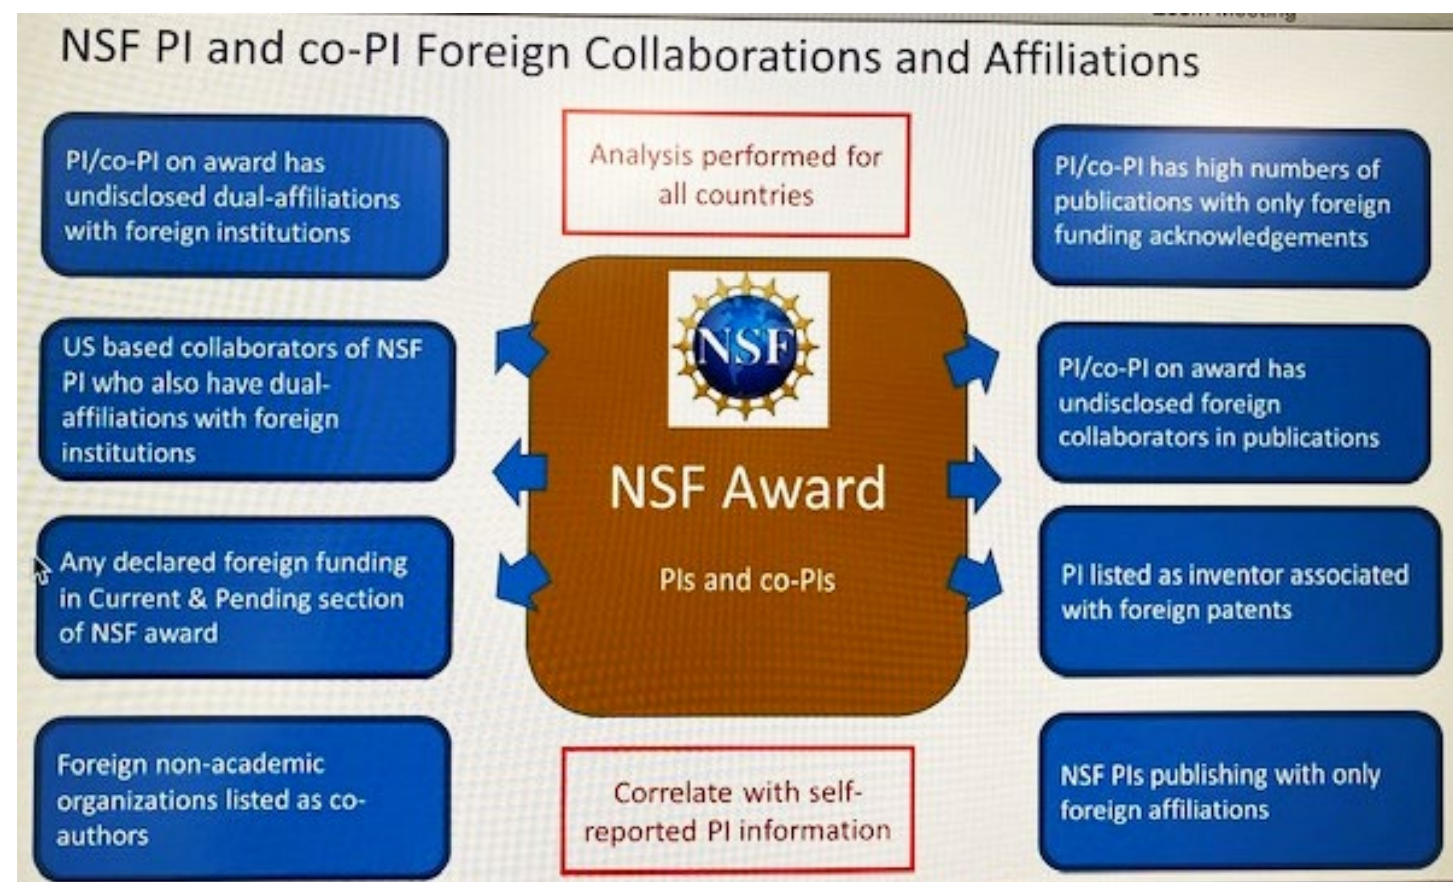 NSF PI and co-PI Foreign Collaborations and Affiliations
PI/co-PI on award has
undisclosed dual-affiliations
with foreign institutions
US based collaborators of NSF
PI who also have dual-
affiliations with foreign
institutions
Any declared foreign funding
in Current & Pending section
of NSF award
Foreign non-academic
organizations listed as co-
authors
Analysis performed for
all countries
NSF
NSF Award
PIs and co-PIs
Correlate with self-
reported PI information
PI/co-PI has high numbers of
publications with only foreign
funding acknowledgements
PI/co-PI on award has
undisclosed foreign
collaborators in publications
PI listed as inventor associated
with foreign patents
NSF PIs publishing with only
foreign affiliations